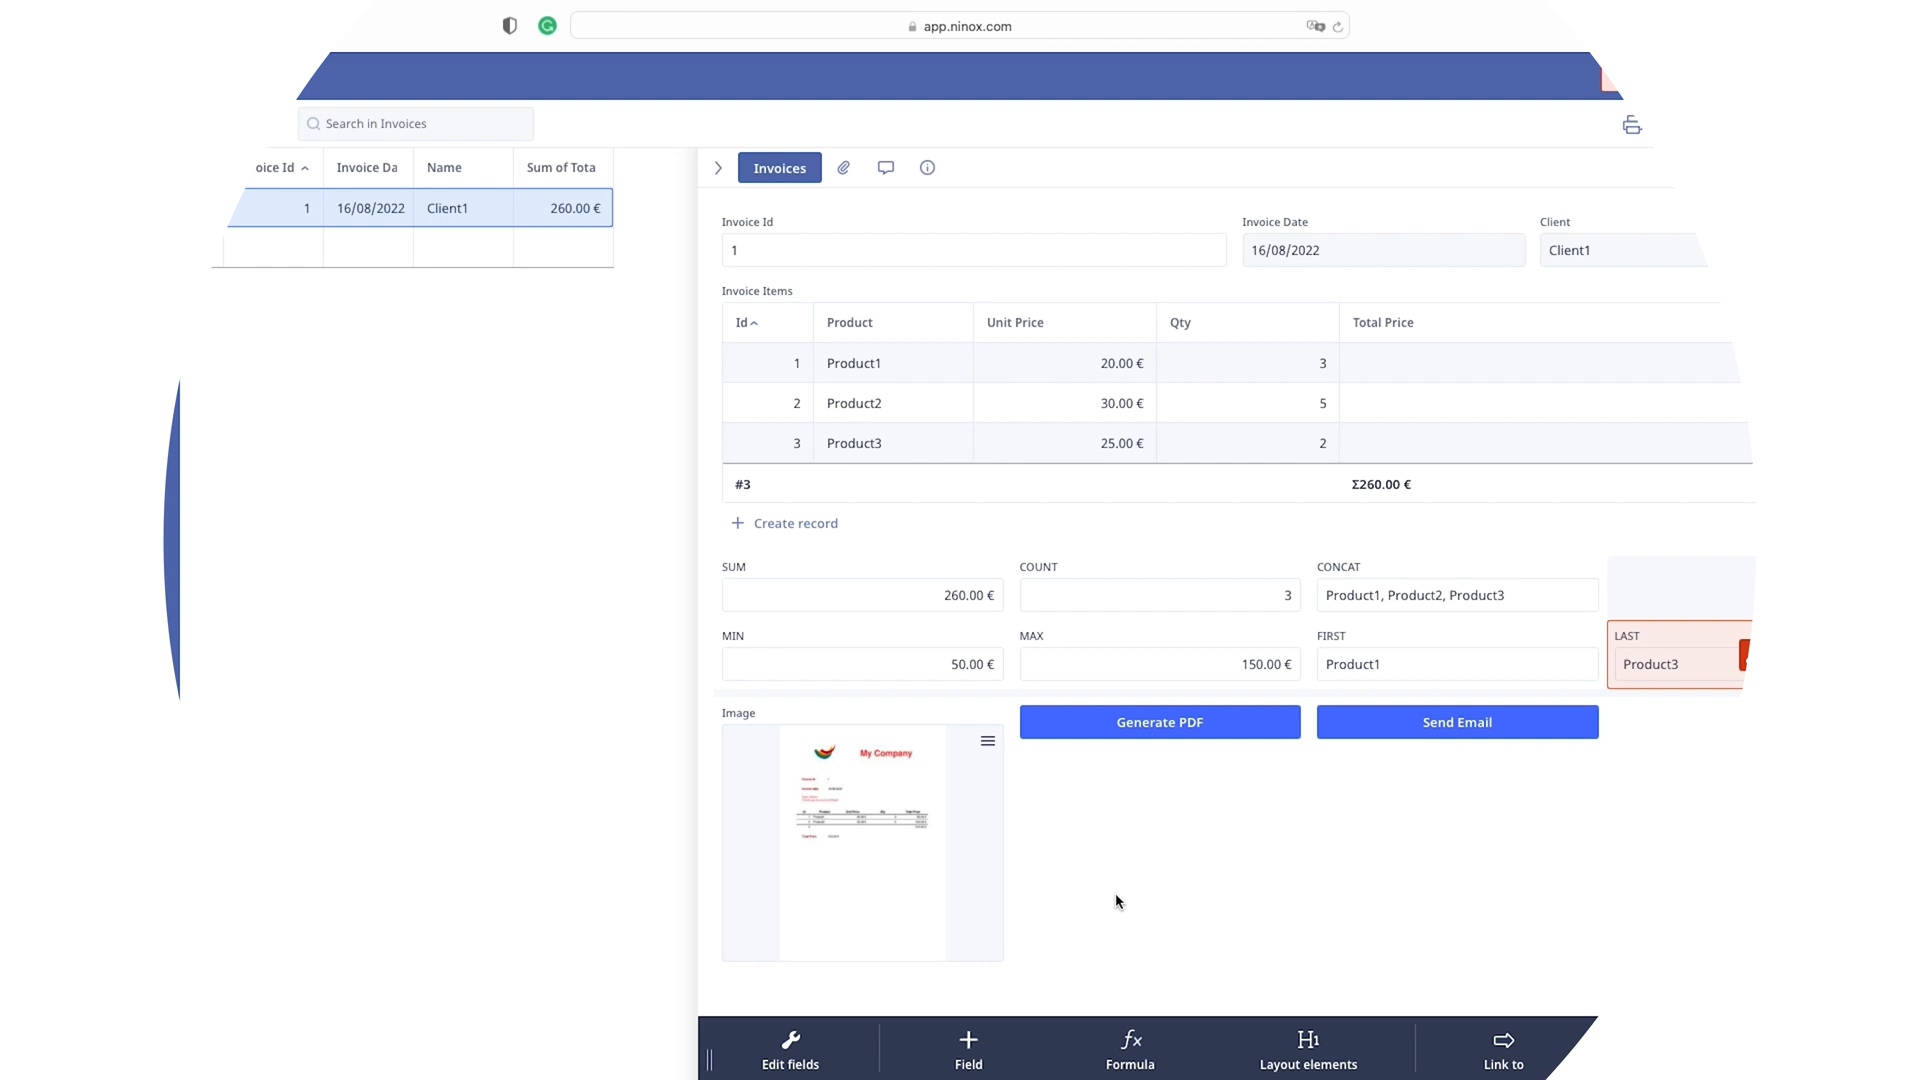 app.ninox.com
Search in Invoices
oice Id Invoice Da Name Sum of Tota
1 16/08/2022 Client1 260.00 €
Invoices
Invoice Id Invoice Date Client
1 16/08/2022 Client1
Invoice Items
Id Product Unit Price Qty Total Price
1 Product1 20.00 € 3
2 Product2 30.00 € 5
3 Product3 25.00 € 2
#3 Σ260.00 €
+ Create record
SUM COUNT CONCAT
260.00 € 3 Product1, Product2, Product3
MIN MAX FIRST LAST
50.00 € 150.00 € Product1 Product3
Image Generate PDF Send Email
My Company
Edit fields Field Formula Layout elements Link to